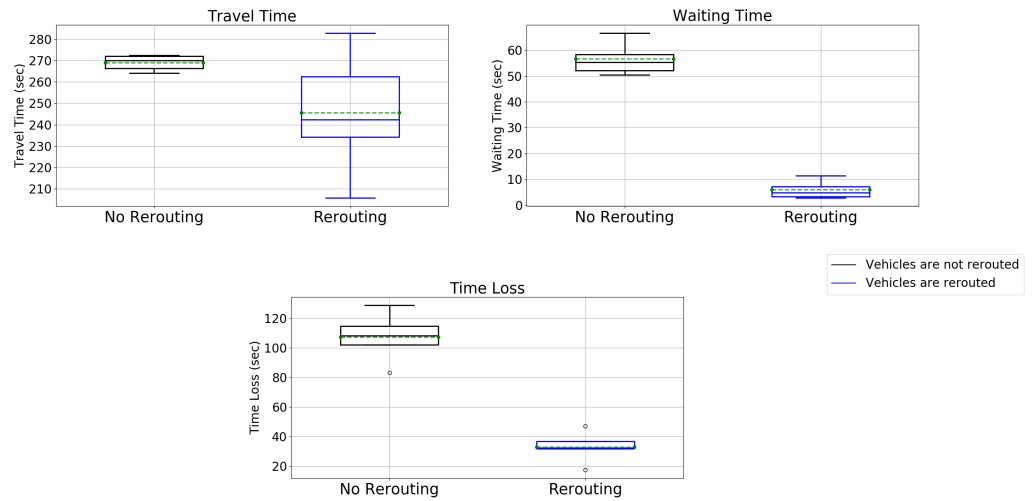 Travel Time
Travel Time (sec)
280
270
260
250
240
230
220
210
No Rerouting
Rerouting
Waiting Time
Waiting Time (sec)
60
50
40
30
20
10
0
No Rerouting
Rerouting
Vehicles are not rerouted
Vehicles are rerouted
Time Loss
Time Loss (sec)
120
100
80
60
40
20
No Rerouting
Rerouting